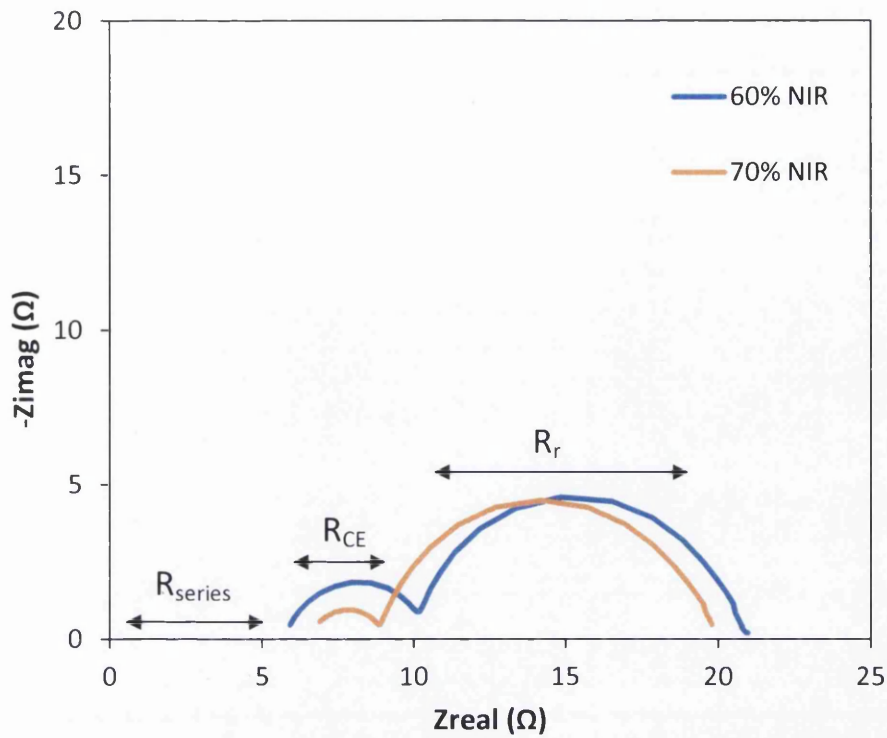 20
15
10
5
0
-Zimag (Ω)
60% NIR
70% NIR
Rr
RCE
Rseries
0 5 10 15 20 25
Zreal (Ω)